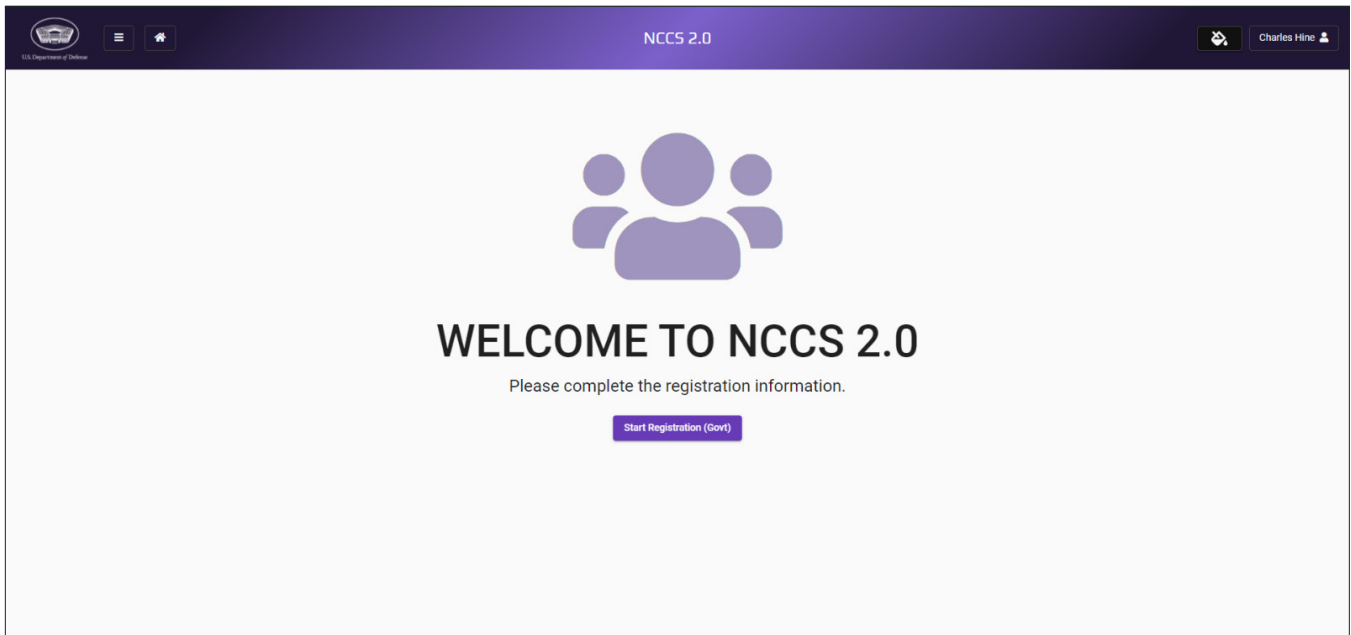 U.S. Department of Defense
NCCS 2.0
Charles Hine
WELCOME TO NCCS 2.0
Please complete the registration information.
Start Registration (Govt)